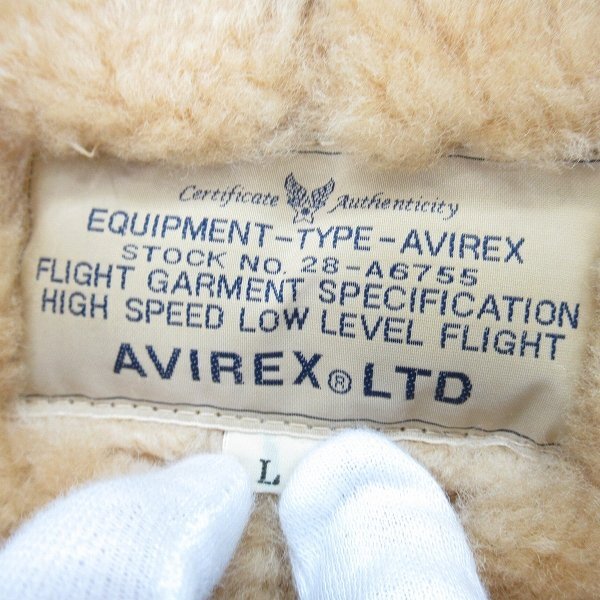 Certificate Authenticity
EQUIPMENT-TYPE-AVIREX
STOCK NO. 28-A6755
FLIGHT GARMENT SPECIFICATION
HIGH SPEED LOW LEVEL FLIGHT
AVIREX® LTD
L